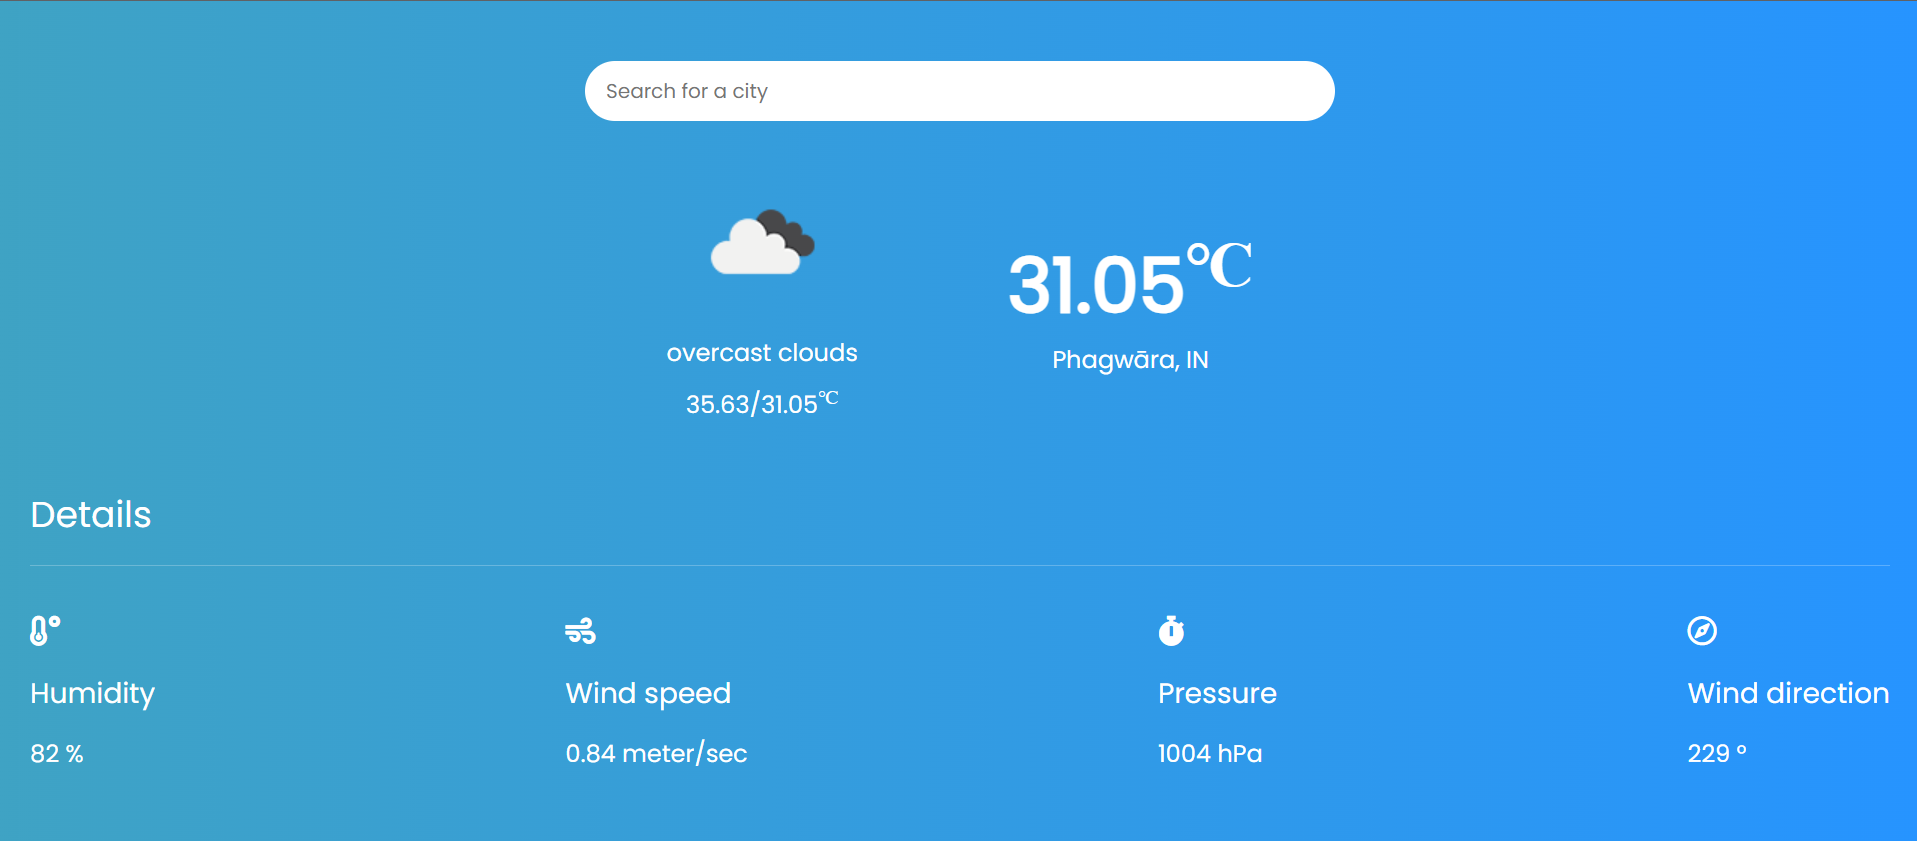 Search for a city
31.05℃
overcast clouds
Phagwāra, IN
35.63/31.05℃
Details
Humidity
Wind speed
Pressure
Wind direction
82 %
0.84 meter/sec
1004 hPa
229 °